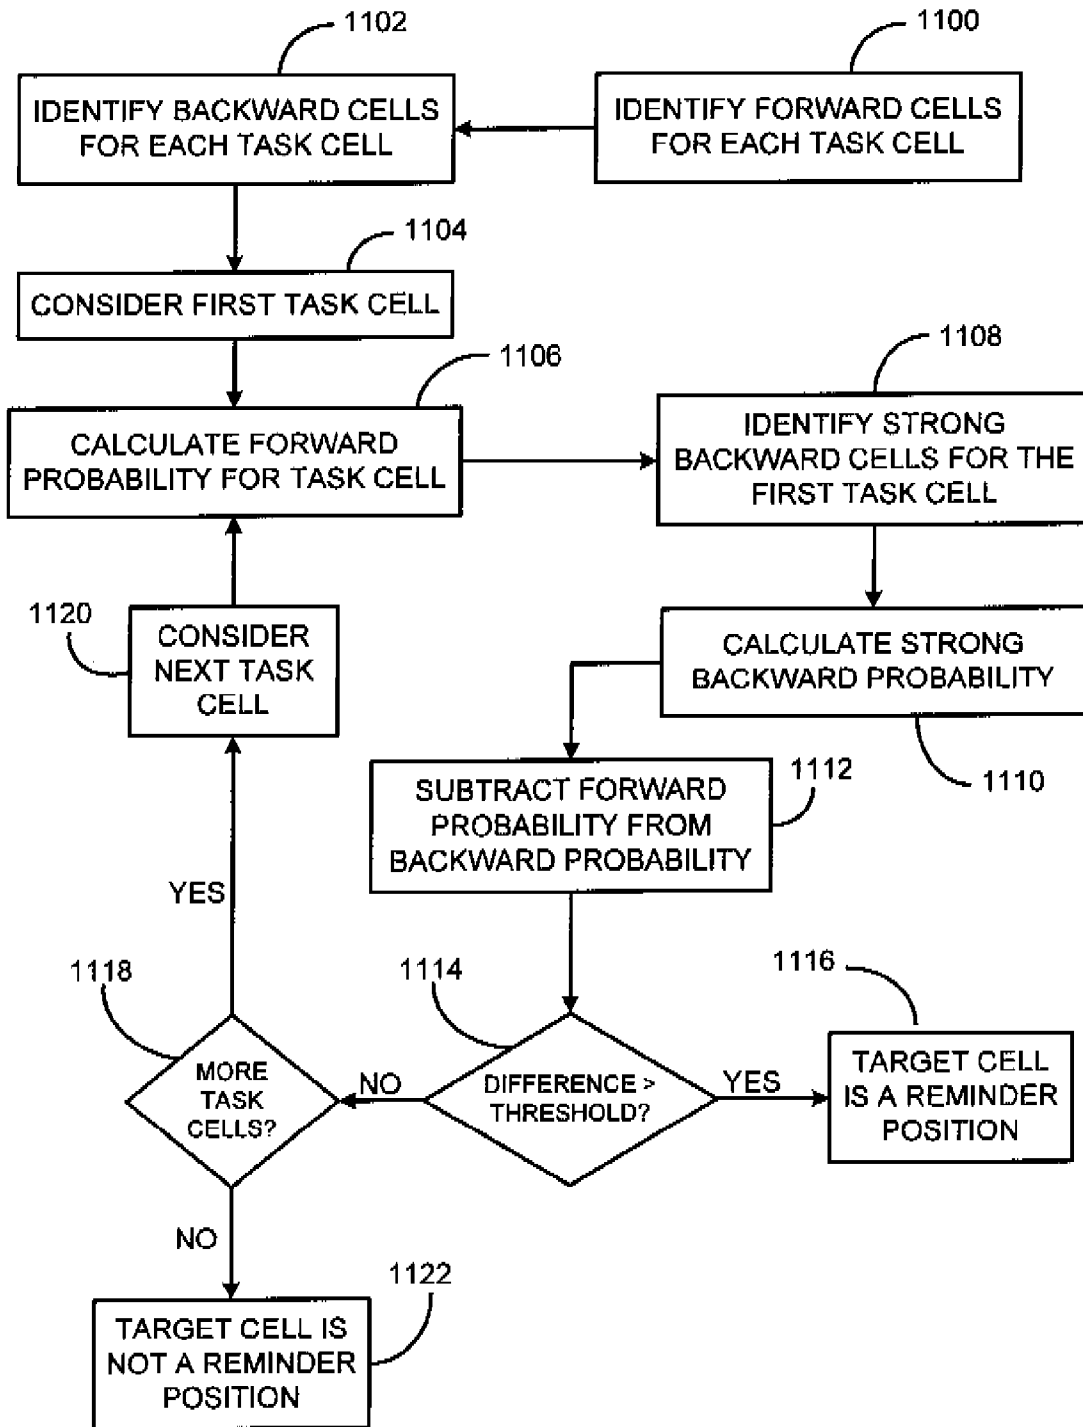 1102
1100
IDENTIFY BACKWARD CELLS
FOR EACH TASK CELL
IDENTIFY FORWARD CELLS
FOR EACH TASK CELL
1104
CONSIDER FIRST TASK CELL
1106
1108
CALCULATE FORWARD
PROBABILITY FOR TASK CELL
IDENTIFY STRONG
BACKWARD CELLS FOR THE
FIRST TASK CELL
1120
CONSIDER
NEXT TASK
CELL
CALCULATE STRONG
BACKWARD PROBABILITY
1110
1112
SUBTRACT FORWARD
PROBABILITY FROM
BACKWARD PROBABILITY
YES
1118
1114
1116
MORE
TASK
CELLS?
NO
DIFFERENCE >
THRESHOLD?
YES
TARGET CELL
IS A REMINDER
POSITION
NO
1122
TARGET CELL IS
NOT A REMINDER
POSITION